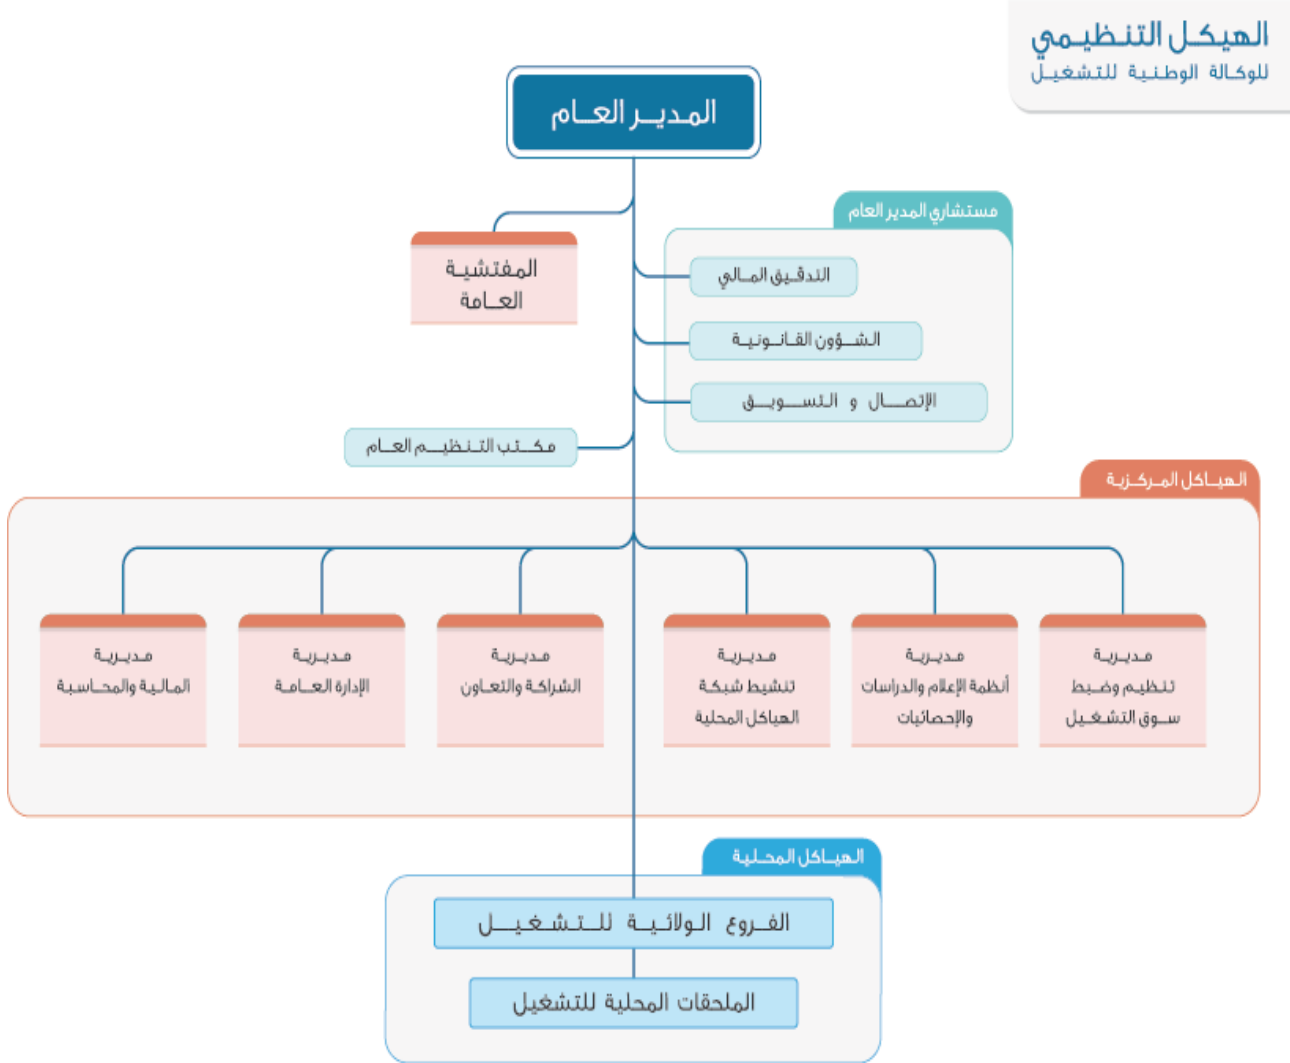 الهيكل التنظيمي
للوكالة الوطنية للتشغيل
المدير العام
مستشاري المدير العام
المفتشية
العامة
التدقيق المالي
الشؤون القانونية
الإتصال و التسويق
مكتب التنظيم العام
الهياكل المركزية
مديرية
تنظيم وضبط
سوق التشغيل
مديرية
أنظمة الإعلام والدراسات
والإحصائيات
مديرية
تنشيط شبكة
الهياكل المحلية
مديرية
الشراكة والتعاون
مديرية
الإدارة العامة
مديرية
المالية والمحاسبة
الهياكل المحلية
الفروع الولائية للتشغيل
الملحقات المحلية للتشغيل